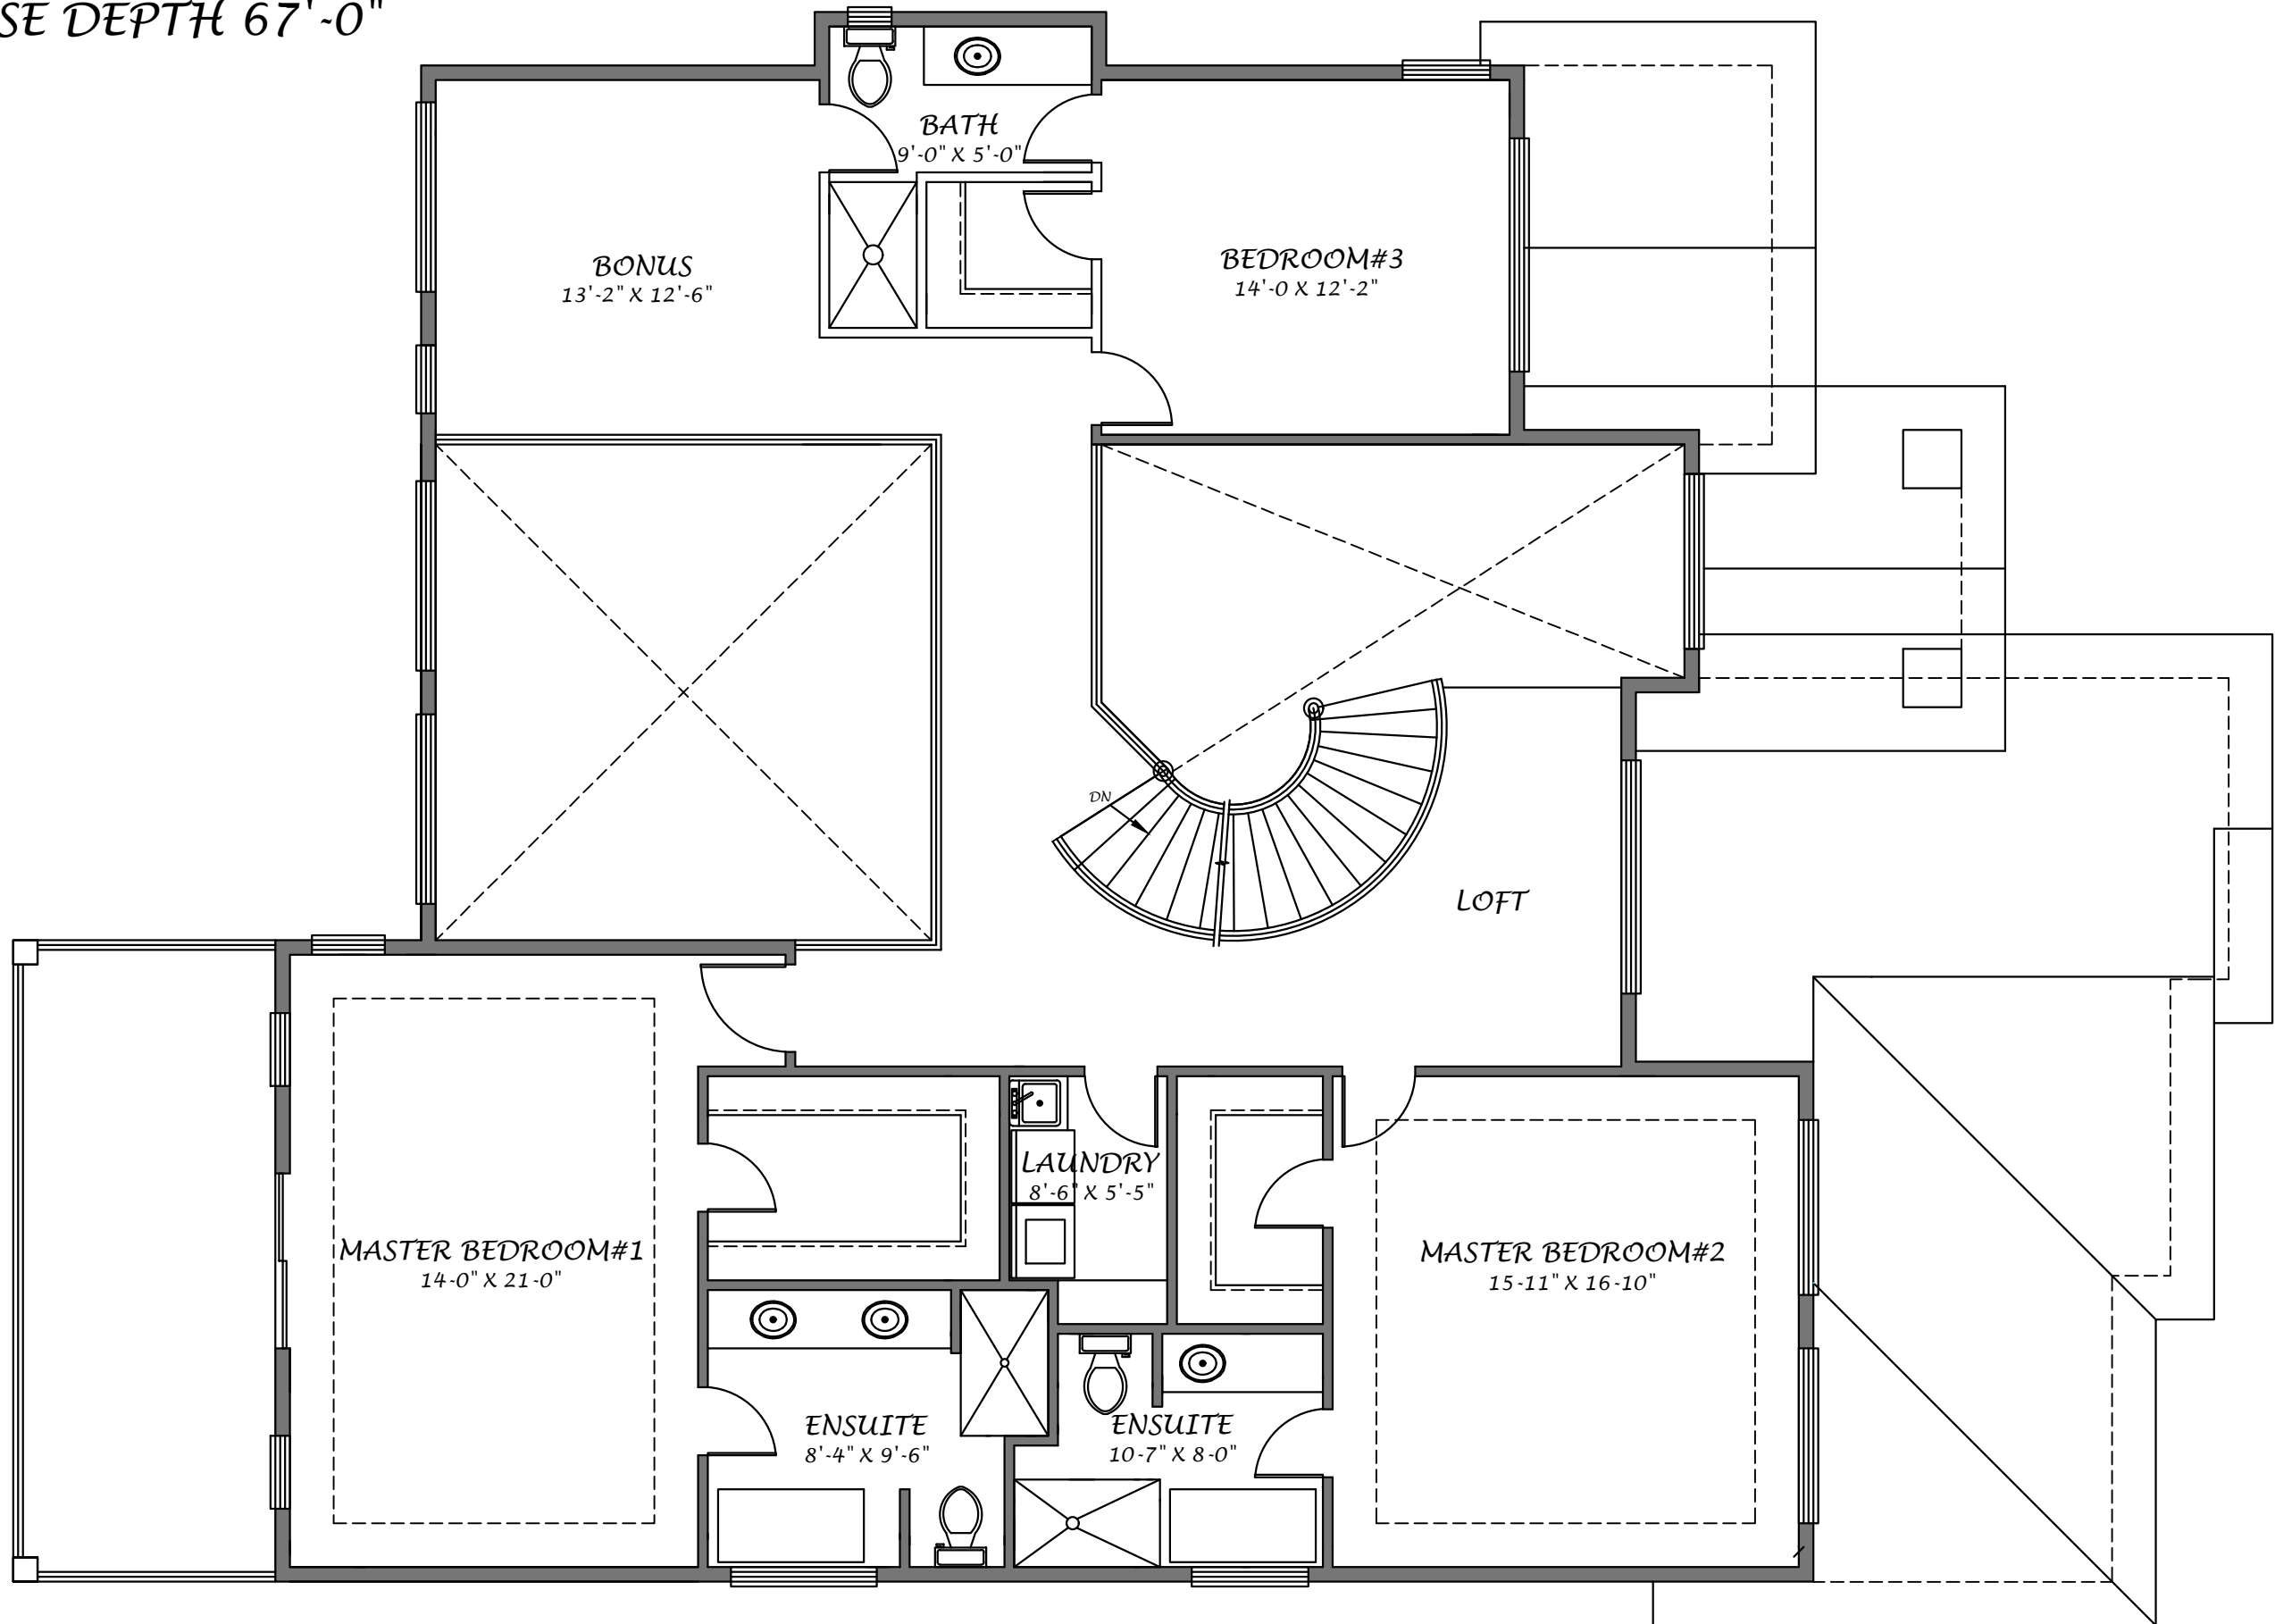 SE DEPTH 67'-0"
BATH
9'-0" X 5'-0"
BONUS
13'-2" X 12'-6"
BEDROOM#3
14'-0 X 12'-2"
DN
LOFT
LAUNDRY
8'-6" X 5'-5"
MASTER BEDROOM#1
14-0" X 21-0"
MASTER BEDROOM#2
15-11" X 16-10"
ENSUITE
8'-4" X 9'-6"
ENSUITE
10-7" X 8-0"